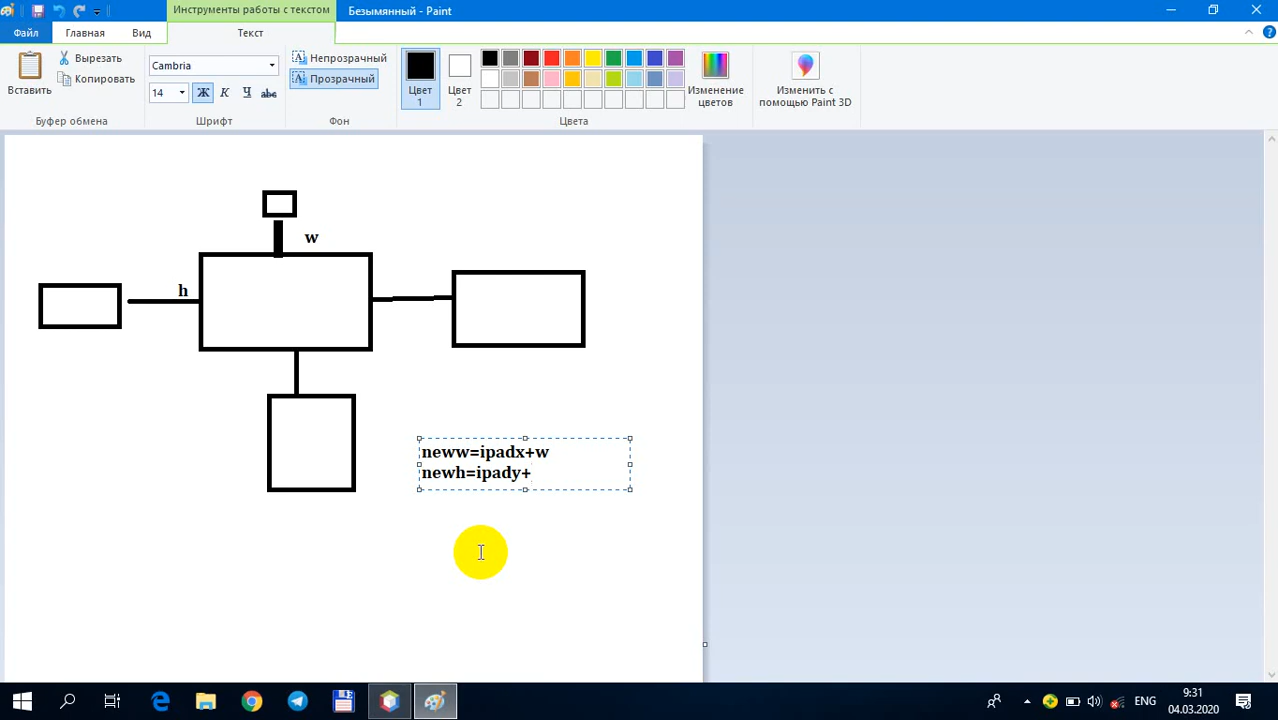 Инструменты работы с текстом
Безымянный - Paint
Файл
Главная
Вид
Текст
Вставить
Вырезать
Копировать
Буфер обмена
Cambria
14
Ж К Ч abc
Шрифт
Непрозрачный
Прозрачный
Фон
Цвет 1
Цвет 2
Изменение цветов
Цвета
Изменить с помощью Paint 3D
w
h
neww=ipadx+w
newh=ipady+
ENG
9:31
04.03.2020